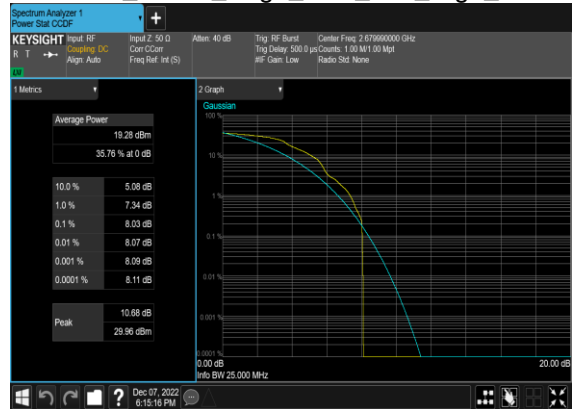 Spectrum Analyzer 1
Power Stat CCDF
+
KEYSIGHT
R T
LXI
Input: RF
Coupling: DC
Align: Auto
Input Z: 50 Ω
Corr CCorr
Freq Ref: Int (S)
Atten: 40 dB
Trig: RF Burst
Trig Delay: 500.0 µs
#IF Gain: Low
Center Freq: 2.679990000 GHz
Counts: 1.00 M/1.00 Mpt
Radio Std: None
1 Metrics
Average Power
19.28 dBm
35.76 % at 0 dB
10.0 % 5.08 dB
1.0 % 7.34 dB
0.1 % 8.03 dB
0.01 % 8.07 dB
0.001 % 8.09 dB
0.0001 % 8.11 dB
Peak
10.68 dB
29.96 dBm
2 Graph
Gaussian
100 %
10 %
1 %
0.1 %
0.01 %
0.001 %
0.0001 %
0.00 dB
20.00 dB
Info BW 25.000 MHz
?
Dec 07, 2022
6:15:16 PM